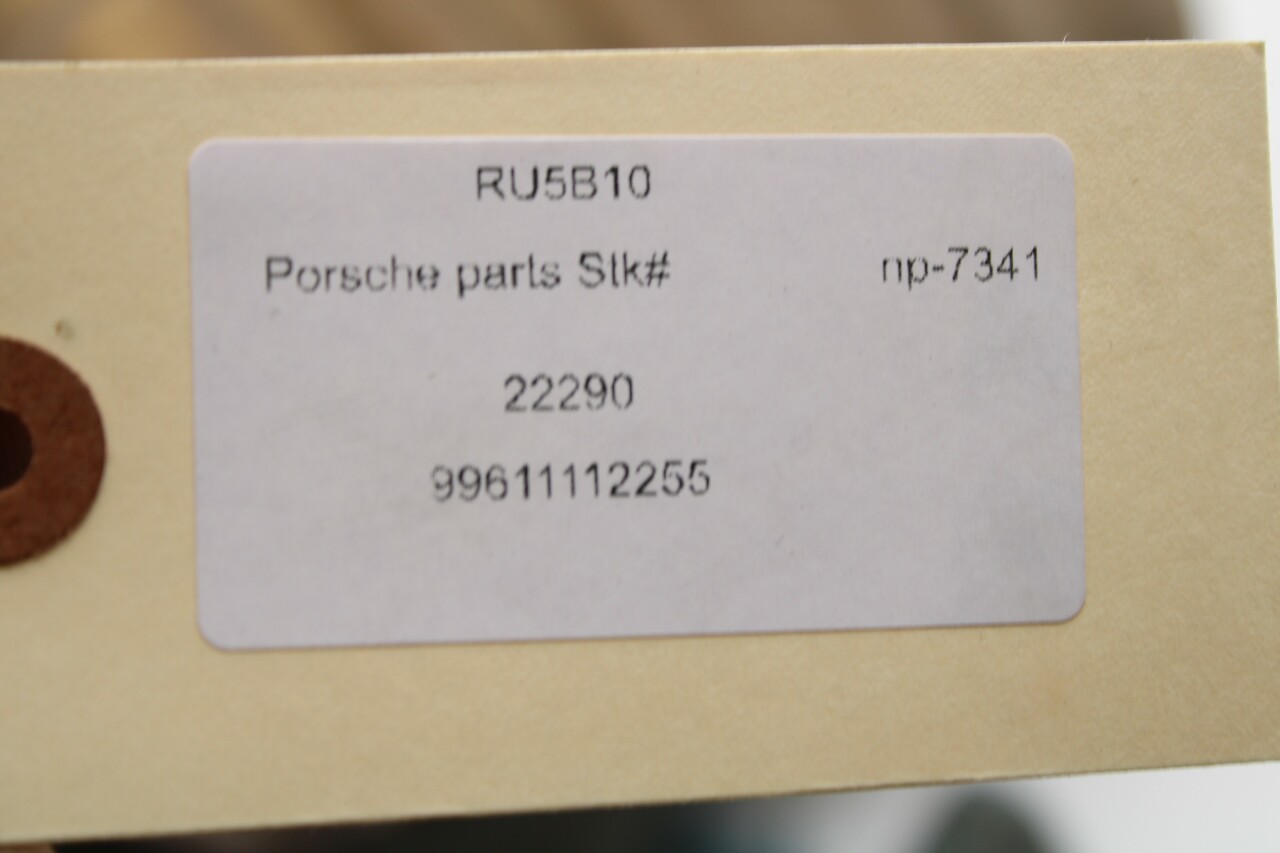 RU5B10
Porsche parts Stk# np-7341
22290
99611112255